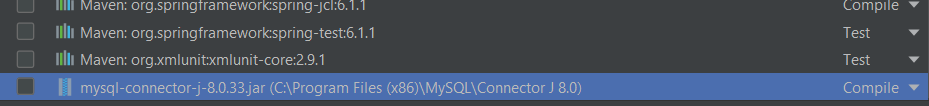 Maven: org.springframework:spring-jcl:6.1.1 Compile
Maven: org.springframework:spring-test:6.1.1 Test
Maven: org.xmlunit:xmlunit-core:2.9.1 Test
mysql-connector-j-8.0.33.jar (C:\Program Files (x86)\MySQL\Connector J 8.0) Compile